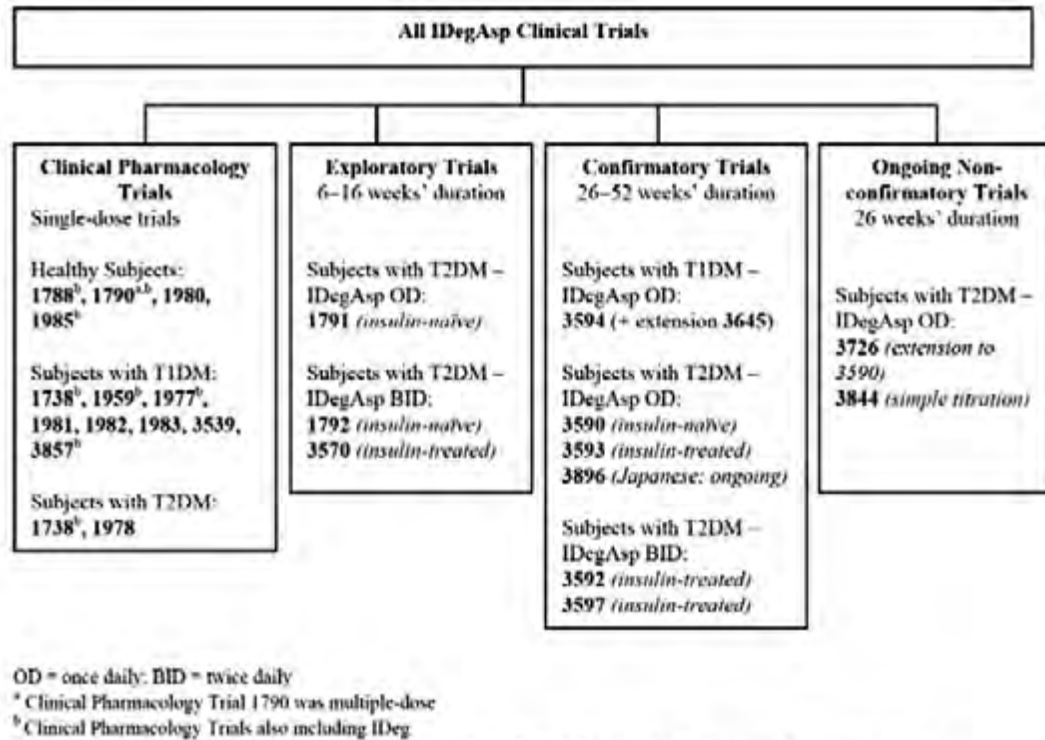 All IDegAsp Clinical Trials
Clinical Pharmacology
Trials
Single-dose trials
Healthy Subjects:
1788ᵇ, 1790ᵃ·ᵇ, 1980,
1985ᵇ
Subjects with T1DM:
1738ᵇ, 1959ᵇ, 1977ᵇ,
1981, 1982, 1983, 3539,
3857ᵇ
Subjects with T2DM:
1738ᵇ, 1978
Exploratory Trials
6–16 weeks' duration
Subjects with T2DM –
IDegAsp OD:
1791 (insulin-naïve)
Subjects with T2DM –
IDegAsp BID:
1792 (insulin-naïve)
3570 (insulin-treated)
Confirmatory Trials
26–52 weeks' duration
Subjects with T1DM –
IDegAsp OD:
3594 (+ extension 3645)
Subjects with T2DM –
IDegAsp OD:
3590 (insulin-naïve)
3593 (insulin-treated)
3896 (Japanese; ongoing)
Subjects with T2DM –
IDegAsp BID:
3592 (insulin-treated)
3597 (insulin-treated)
Ongoing Non-
confirmatory Trials
26 weeks' duration
Subjects with T2DM –
IDegAsp OD:
3726 (extension to
3590)
3844 (simple titration)
OD = once daily; BID = twice daily
ᵃ Clinical Pharmacology Trial 1790 was multiple-dose
ᵇ Clinical Pharmacology Trials also including IDeg